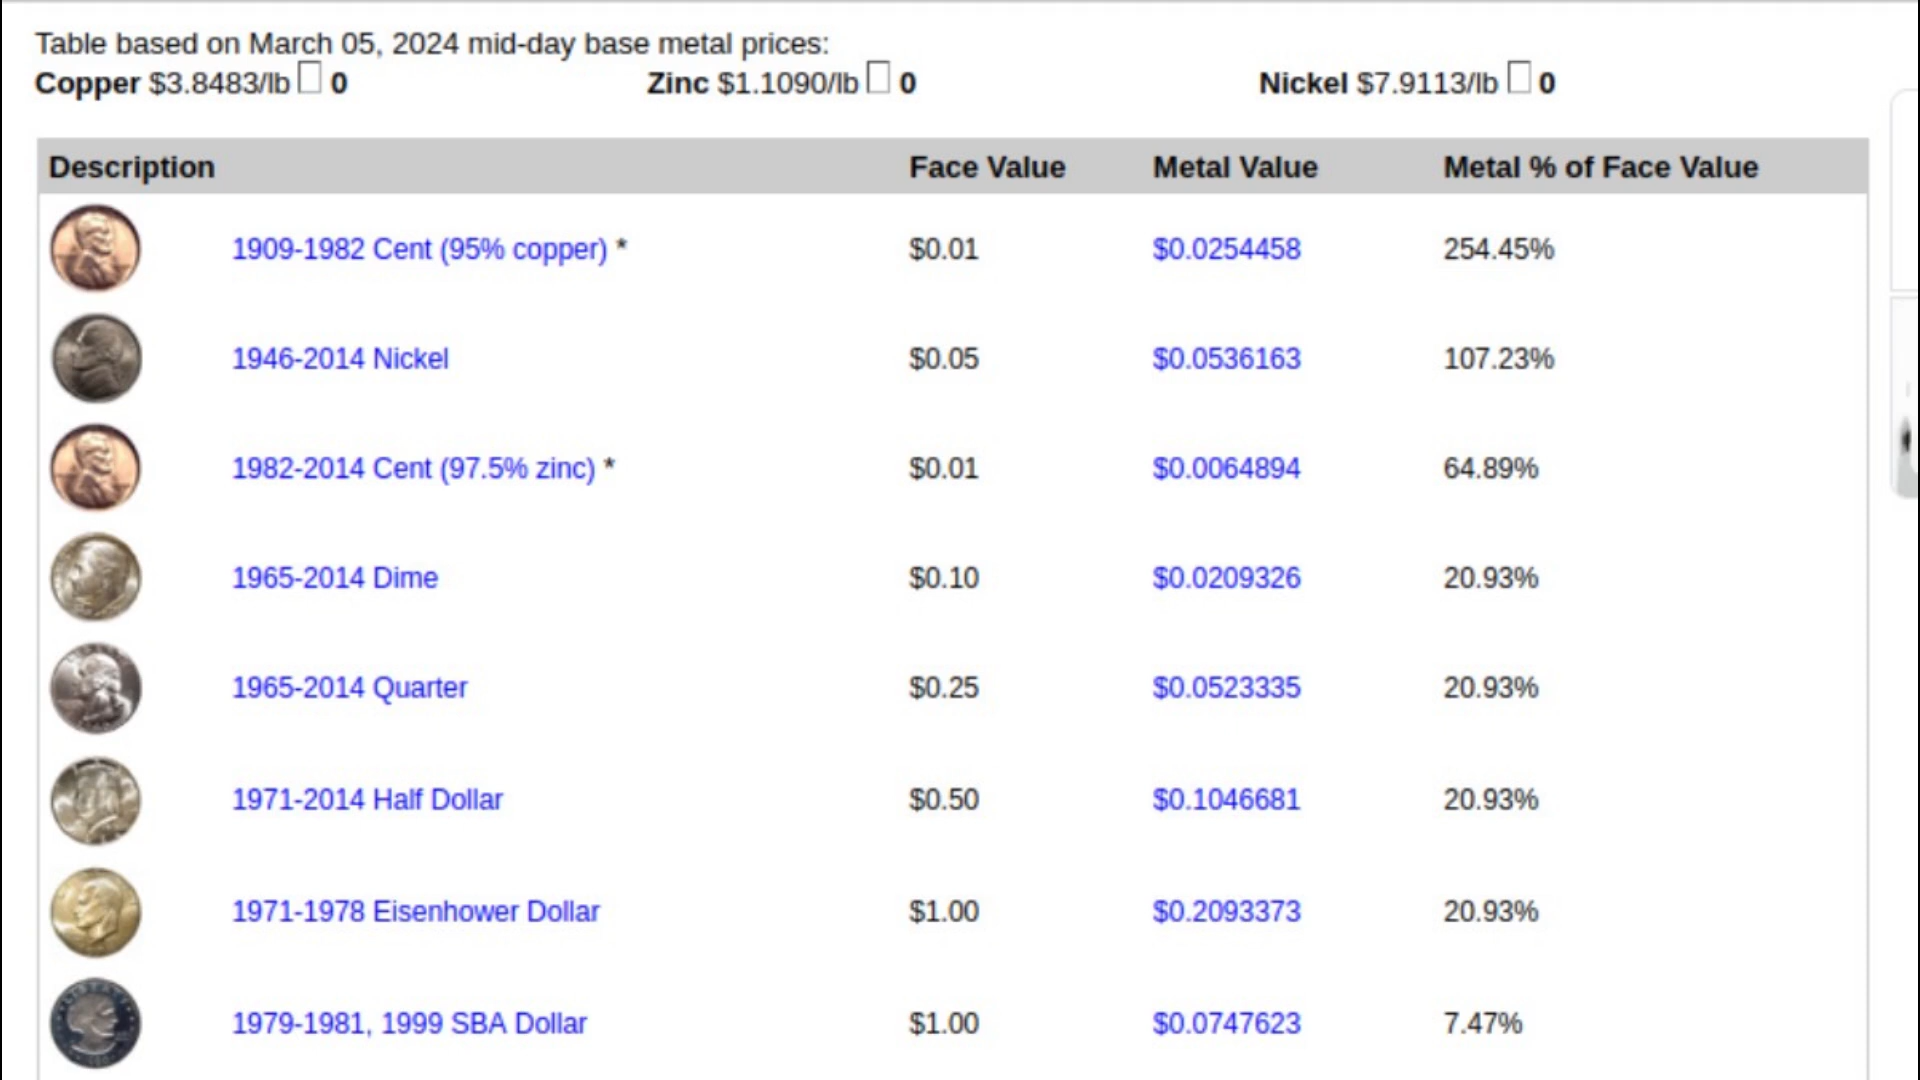 Table based on March 05, 2024 mid-day base metal prices:
Copper $3.8483/lb 0 Zinc $1.1090/lb 0 Nickel $7.9113/lb 0
Description Face Value Metal Value Metal % of Face Value
1909-1982 Cent (95% copper) * $0.01 $0.0254458 254.45%
1946-2014 Nickel $0.05 $0.0536163 107.23%
1982-2014 Cent (97.5% zinc) * $0.01 $0.0064894 64.89%
1965-2014 Dime $0.10 $0.0209326 20.93%
1965-2014 Quarter $0.25 $0.0523335 20.93%
1971-2014 Half Dollar $0.50 $0.1046681 20.93%
1971-1978 Eisenhower Dollar $1.00 $0.2093373 20.93%
1979-1981, 1999 SBA Dollar $1.00 $0.0747623 7.47%